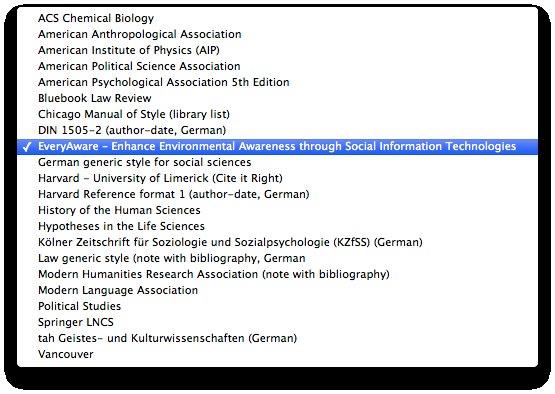 ACS Chemical Biology
American Anthropological Association
American Institute of Physics (AIP)
American Political Science Association
American Psychological Association 5th Edition
Bluebook Law Review
Chicago Manual of Style (library list)
DIN 1505-2 (author-date, German)
✓ EveryAware - Enhance Environmental Awareness through Social Information Technologies
German generic style for social sciences
Harvard - University of Limerick (Cite it Right)
Harvard Reference format 1 (author-date, German)
History of the Human Sciences
Hypotheses in the Life Sciences
Kölner Zeitschrift für Soziologie und Sozialpsychologie (KZfSS) (German)
Law generic style (note with bibliography, German
Modern Humanities Research Association (note with bibliography)
Modern Language Association
Political Studies
Springer LNCS
tah Geistes- und Kulturwissenschaften (German)
Vancouver